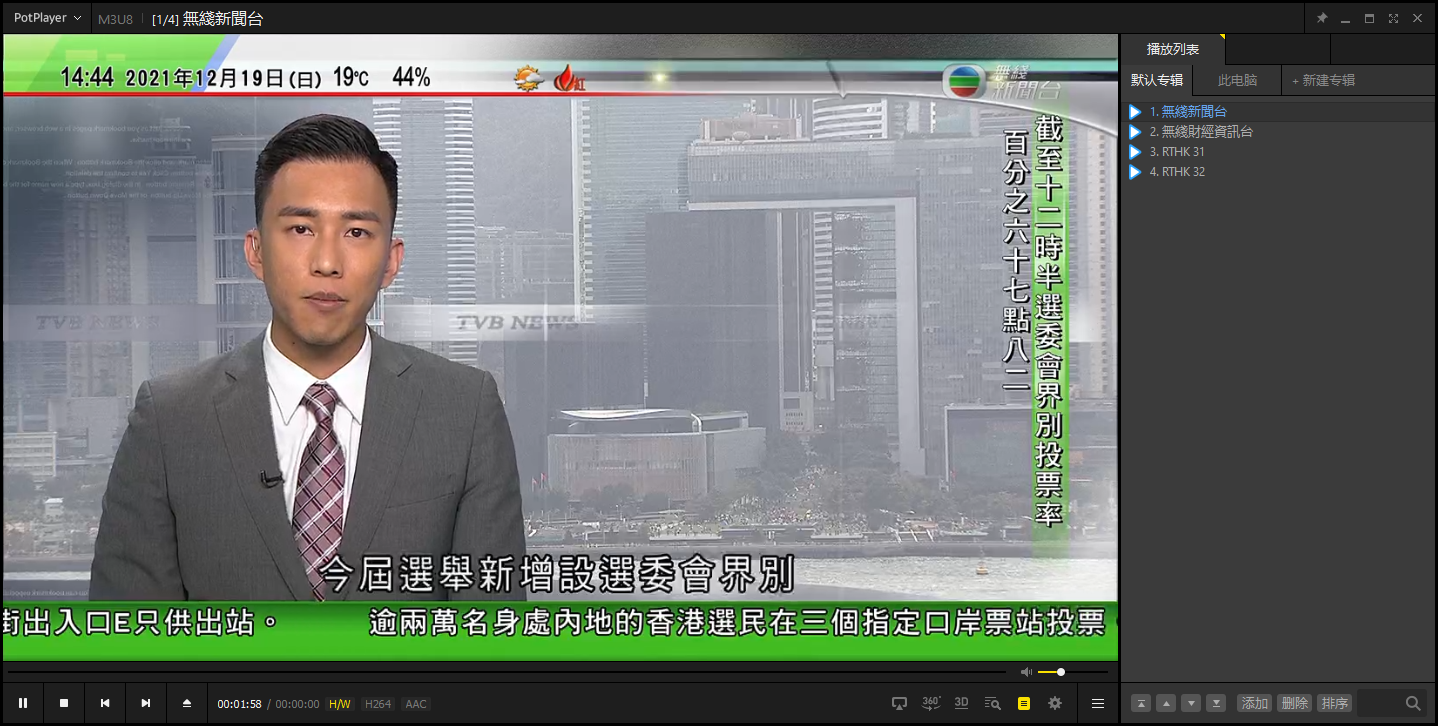 PotPlayer
M3U8
[1/4] 無綫新聞台
14:44 2021年12月19日(日) 19℃ 44%
紅
無綫
新聞台
截至十二時半選委會界別投票率
百分之六十七點八二
TVB NEWS
TVB NEWS
今屆選舉新增設選委會界別
街出入口E只供出站。 逾兩萬名身處內地的香港選民在三個指定口岸票站投票
00:01:58 / 00:00:00 H/W H264 AAC
360°
3D
播放列表
默认专辑
此电脑
+ 新建专辑
1. 無綫新聞台
2. 無綫財經資訊台
3. RTHK 31
4. RTHK 32
添加
删除
排序